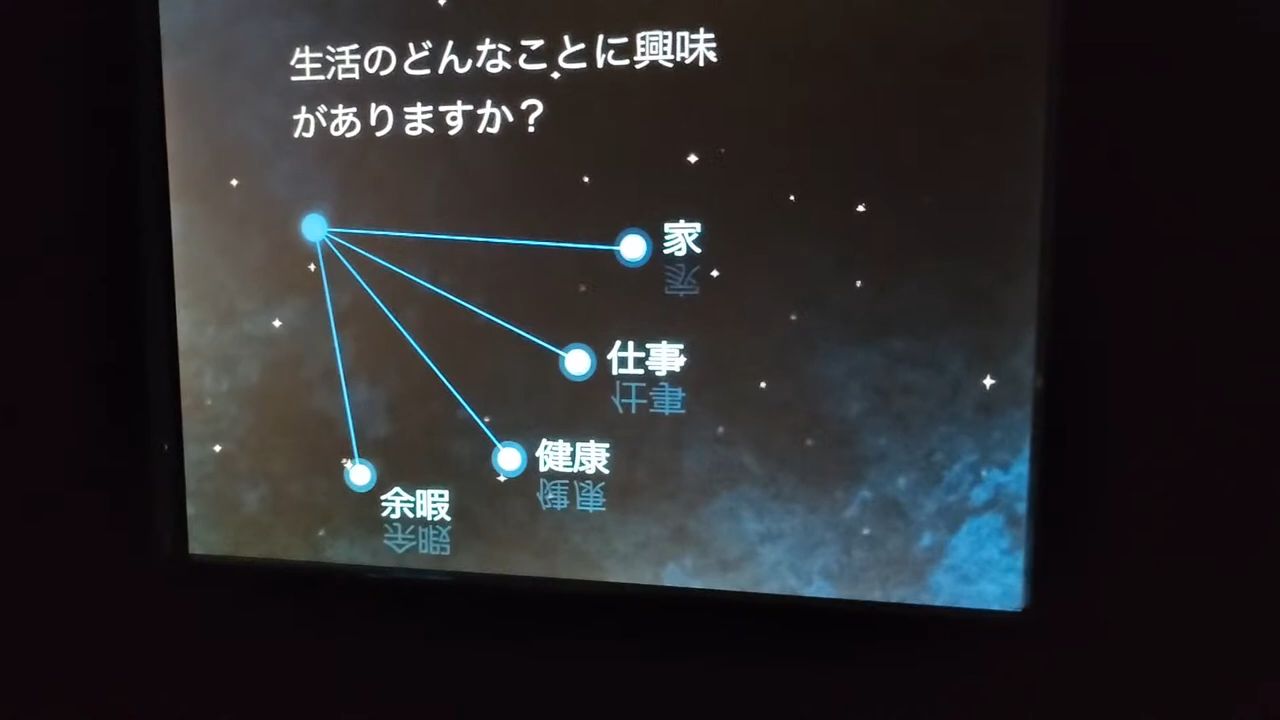 生活のどんなことに興味
がありますか？
家
仕事
健康
余暇